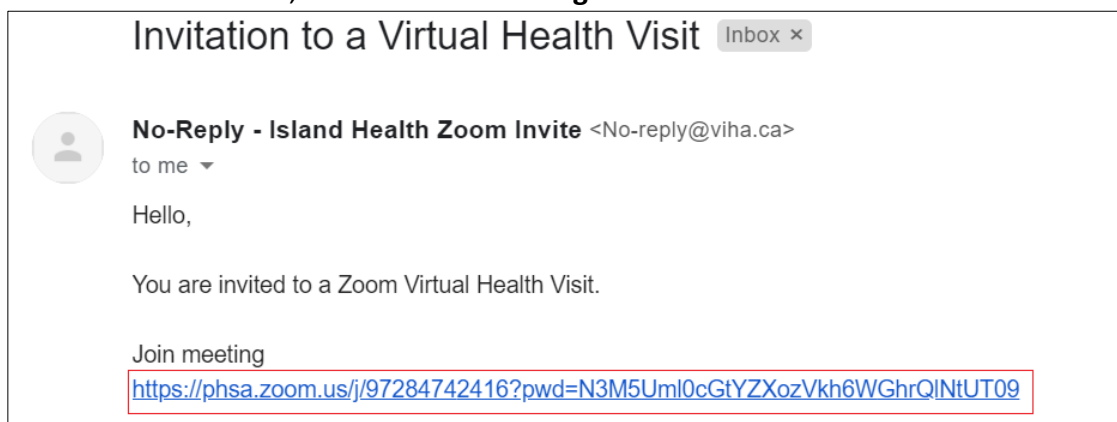 Invitation to a Virtual Health Visit Inbox ×
No-Reply - Island Health Zoom Invite <No-reply@viha.ca>
to me
Hello,
You are invited to a Zoom Virtual Health Visit.
Join meeting
https://phsa.zoom.us/j/97284742416?pwd=N3M5Uml0cGtYZXozVkh6WGhrQlNtUT09